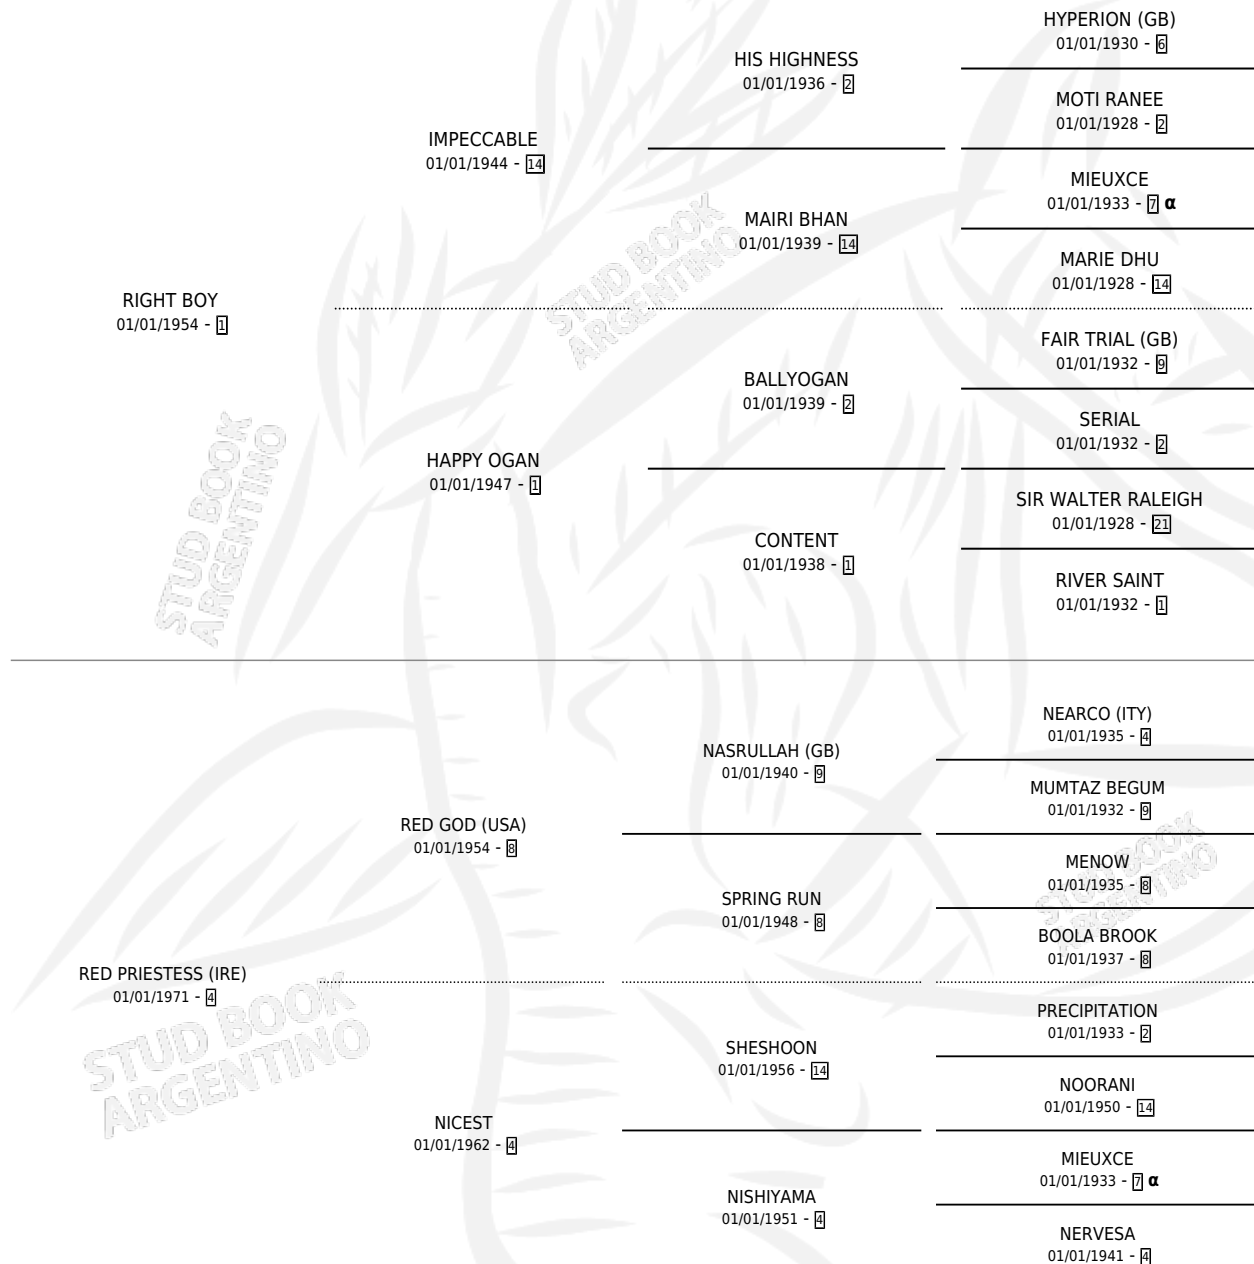 HYPERION (GB)
01/01/1930 - 6
HIS HIGHNESS
01/01/1936 - 2
MOTI RANEE
01/01/1928 - 2
IMPECCABLE
01/01/1944 - 14
MIEUXCE
01/01/1933 - 7 α
MAIRI BHAN
01/01/1939 - 14
MARIE DHU
01/01/1928 - 14
RIGHT BOY
01/01/1954 - 1
FAIR TRIAL (GB)
01/01/1932 - 9
BALLYOGAN
01/01/1939 - 2
SERIAL
01/01/1932 - 2
HAPPY OGAN
01/01/1947 - 1
SIR WALTER RALEIGH
01/01/1928 - 21
CONTENT
01/01/1938 - 1
RIVER SAINT
01/01/1932 - 1
NEARCO (ITY)
01/01/1935 - 4
NASRULLAH (GB)
01/01/1940 - 9
MUMTAZ BEGUM
01/01/1932 - 9
RED GOD (USA)
01/01/1954 - 8
MENOW
01/01/1935 - 8
SPRING RUN
01/01/1948 - 8
BOOLA BROOK
01/01/1937 - 8
RED PRIESTESS (IRE)
01/01/1971 - 4
PRECIPITATION
01/01/1933 - 2
SHESHOON
01/01/1956 - 14
NOORANI
01/01/1950 - 14
NICEST
01/01/1962 - 4
MIEUXCE
01/01/1933 - 7 α
NISHIYAMA
01/01/1951 - 4
NERVESA
01/01/1941 - 4
STUD BOOK
ARGENTINO
STUD BOOK
ARGENTINO
STUD BOOK
ARGENTINO
STUD BOOK
ARGENTINO